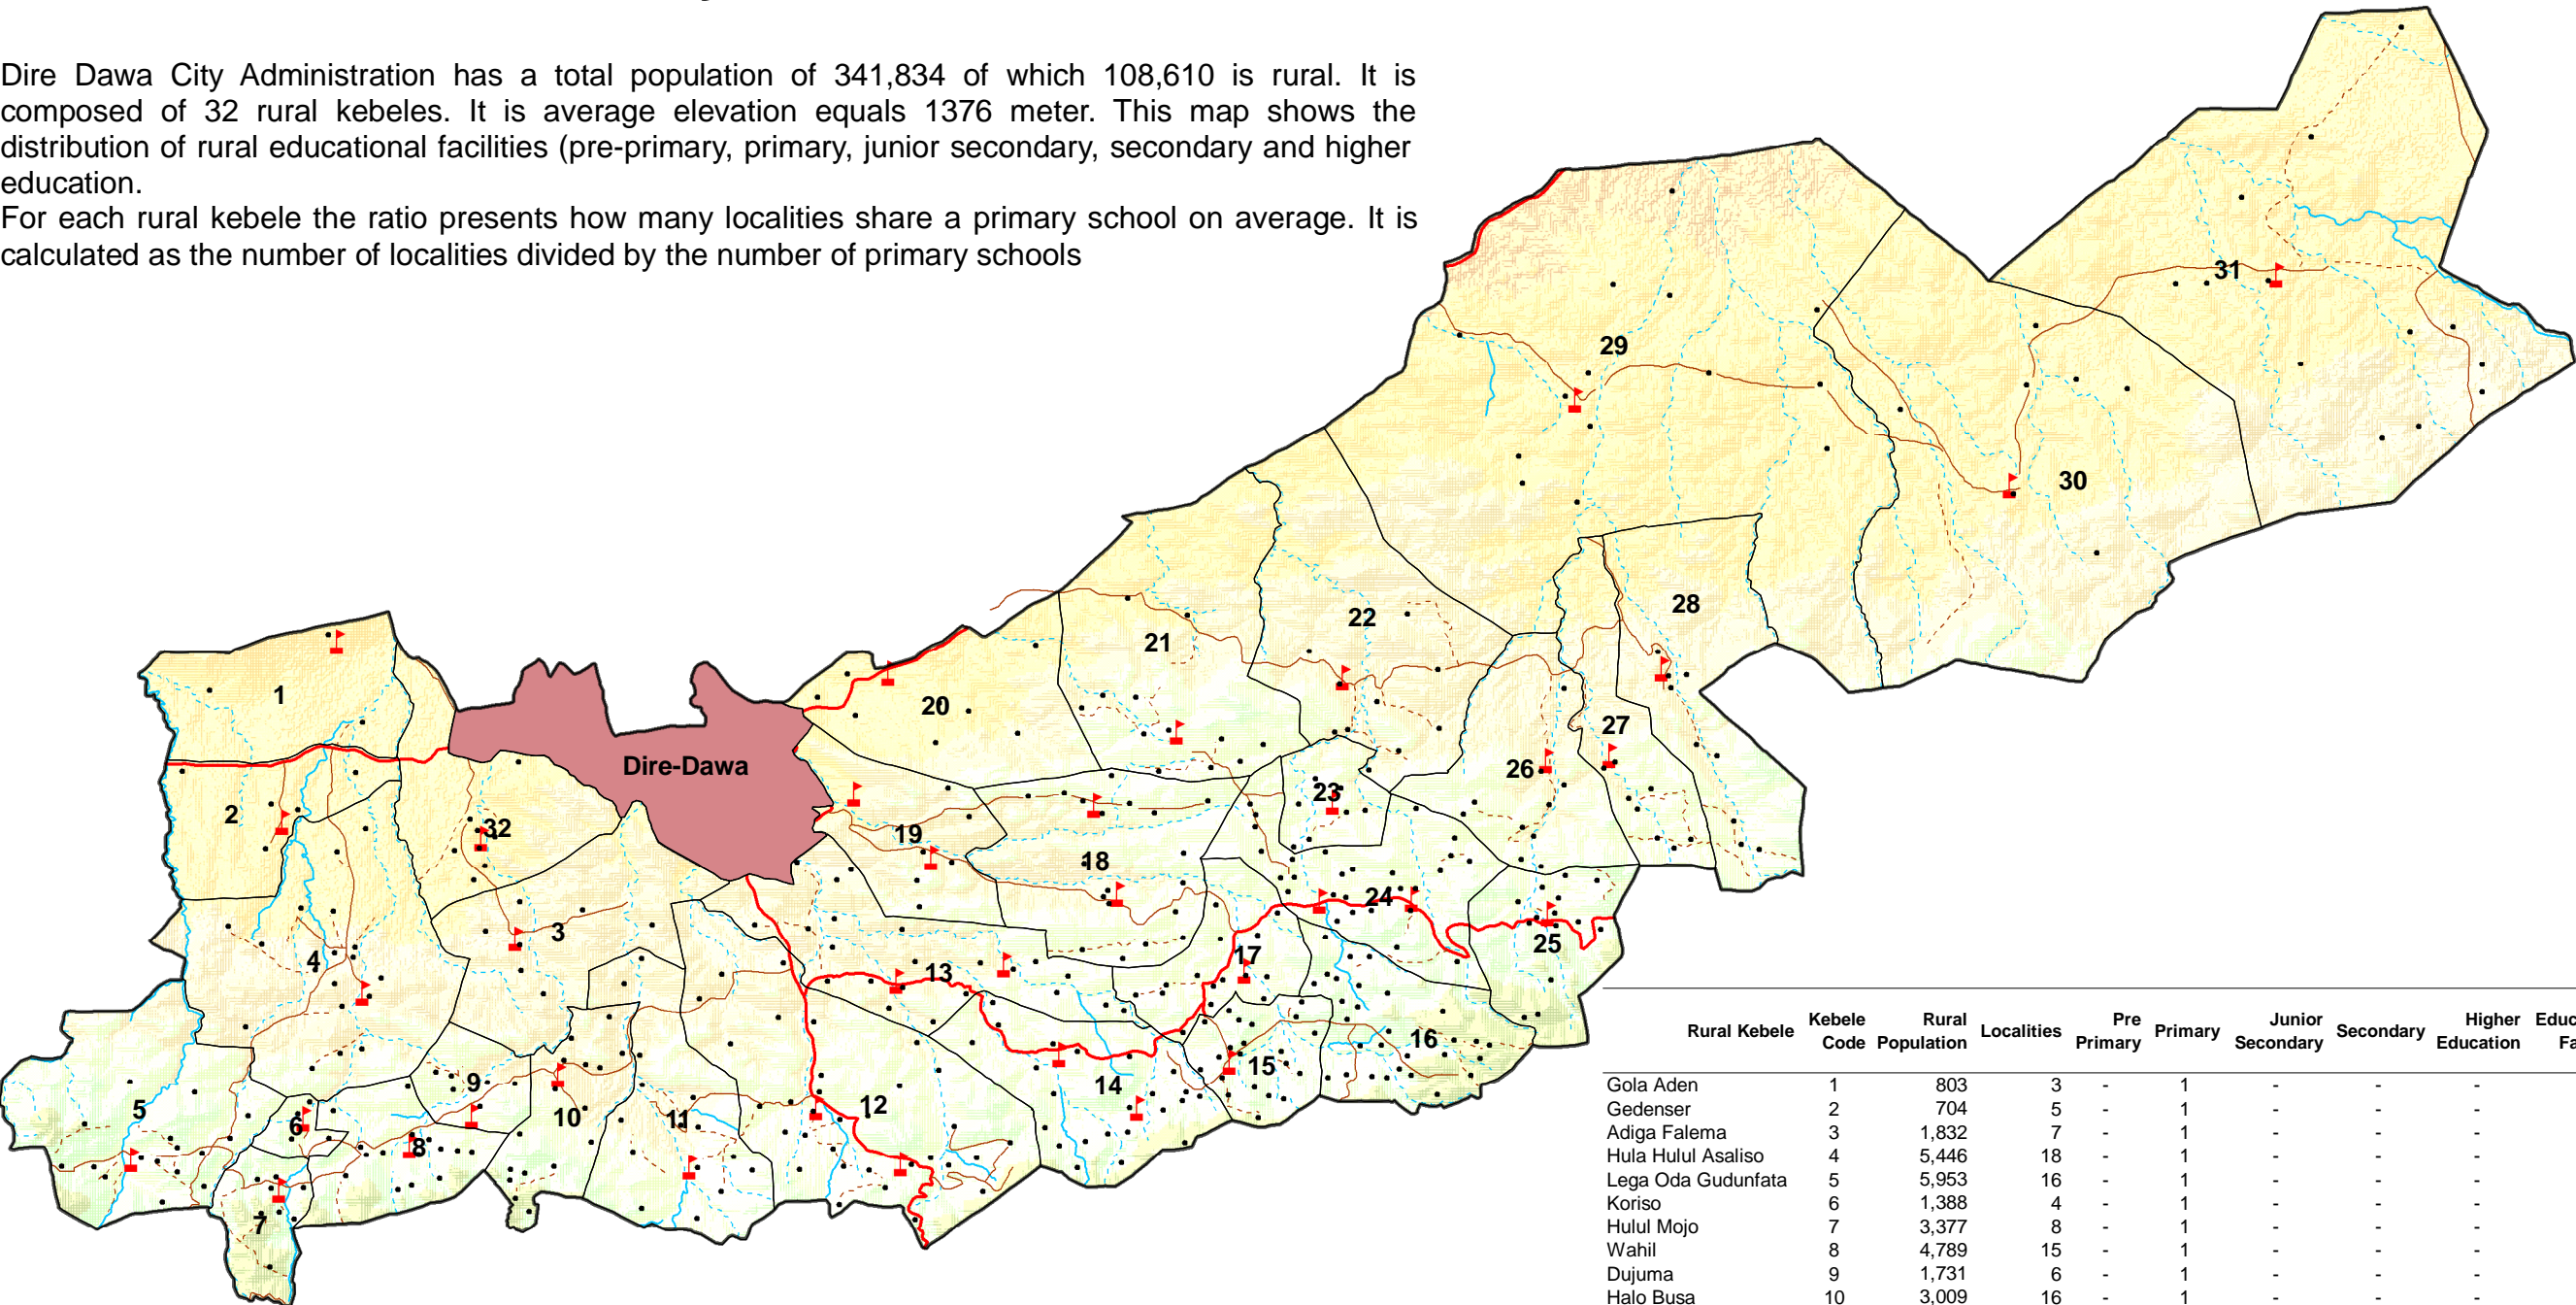 Dire Dawa City Administration has a total population of 341,834 of which 108,610 is rural. It is
composed of 32 rural kebeles. It is average elevation equals 1376 meter. This map shows the
distribution of rural educational facilities (pre-primary, primary, junior secondary, secondary and higher
education.
For each rural kebele the ratio presents how many localities share a primary school on average. It is
calculated as the number of localities divided by the number of primary schools
31
29
30
28
22
21
1
20
27
Dire-Dawa
26
2
23
32
19
18
24
3
25
17
4
13
16
15
9
14
5
12
10
11
6
8
7
Rural Kebele Kebele Code Rural Population Localities Pre Primary Primary Junior Secondary Secondary Higher Education
Gola Aden 1 803 3 - 1 - - -
Gedenser 2 704 5 - 1 - - -
Adiga Falema 3 1,832 7 - 1 - - -
Hula Hulul Asaliso 4 5,446 18 - 1 - - -
Lega Oda Gudunfata 5 5,953 16 - 1 - - -
Koriso 6 1,388 4 - 1 - - -
Hulul Mojo 7 3,377 8 - 1 - - -
Wahil 8 4,789 15 - 1 - - -
Dujuma 9 1,731 6 - 1 - - -
Halo Busa 10 3,009 16 - 1 - - -